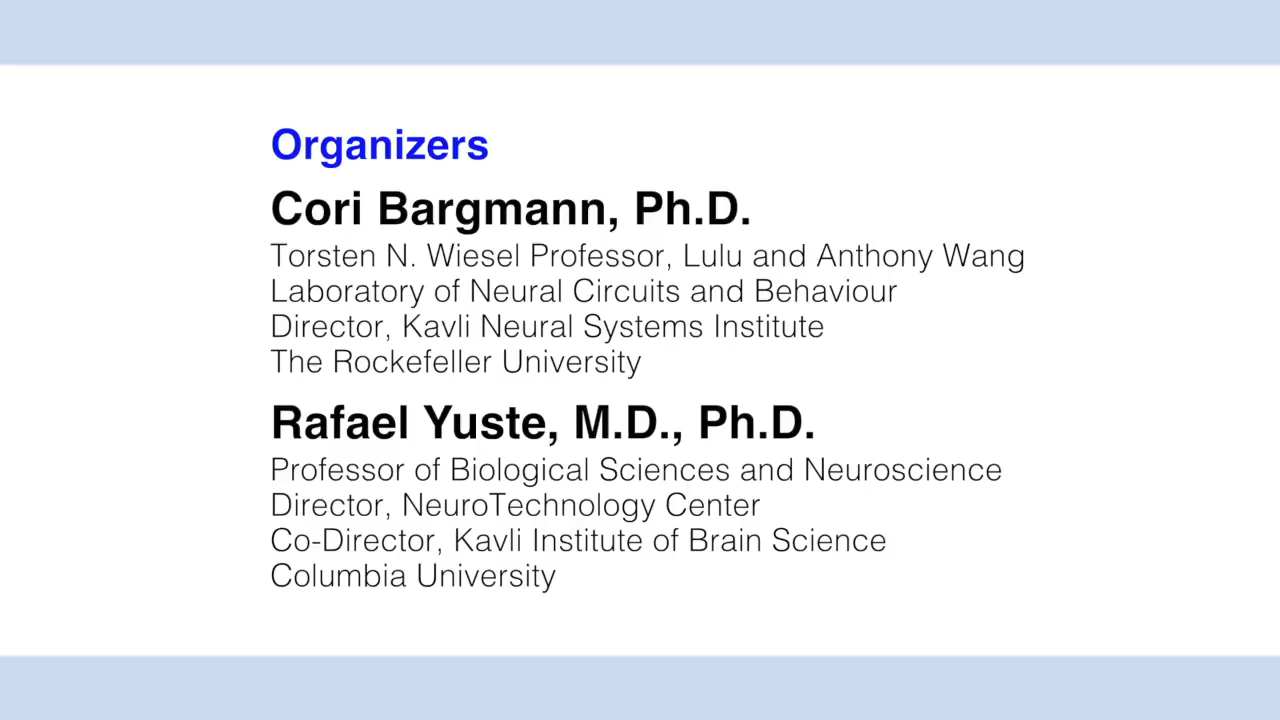 Organizers
Cori Bargmann, Ph.D.
Torsten N. Wiesel Professor, Lulu and Anthony Wang
Laboratory of Neural Circuits and Behaviour
Director, Kavli Neural Systems Institute
The Rockefeller University
Rafael Yuste, M.D., Ph.D.
Professor of Biological Sciences and Neuroscience
Director, NeuroTechnology Center
Co-Director, Kavli Institute of Brain Science
Columbia University